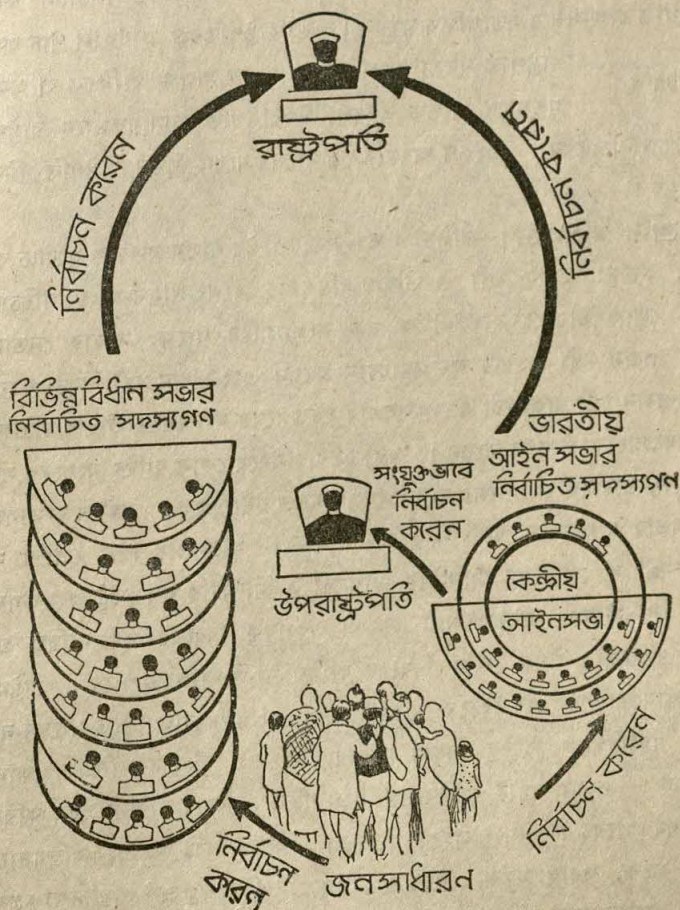 রাষ্ট্রপতি
নির্বাচন করেন
নির্বাচন করেন
বিভিন্ন বিধান সভার
নির্বাচিত সদস্যগণ
ভারতীয়
আইন সভার
নির্বাচিত সদস্যগণ
সংযুক্তভাবে
নির্বাচন
করেন
উপরাষ্ট্রপতি
কেন্দ্রীয়
আইনসভা
নির্বাচন করেন
নির্বাচন
করেন
জনসাধারন